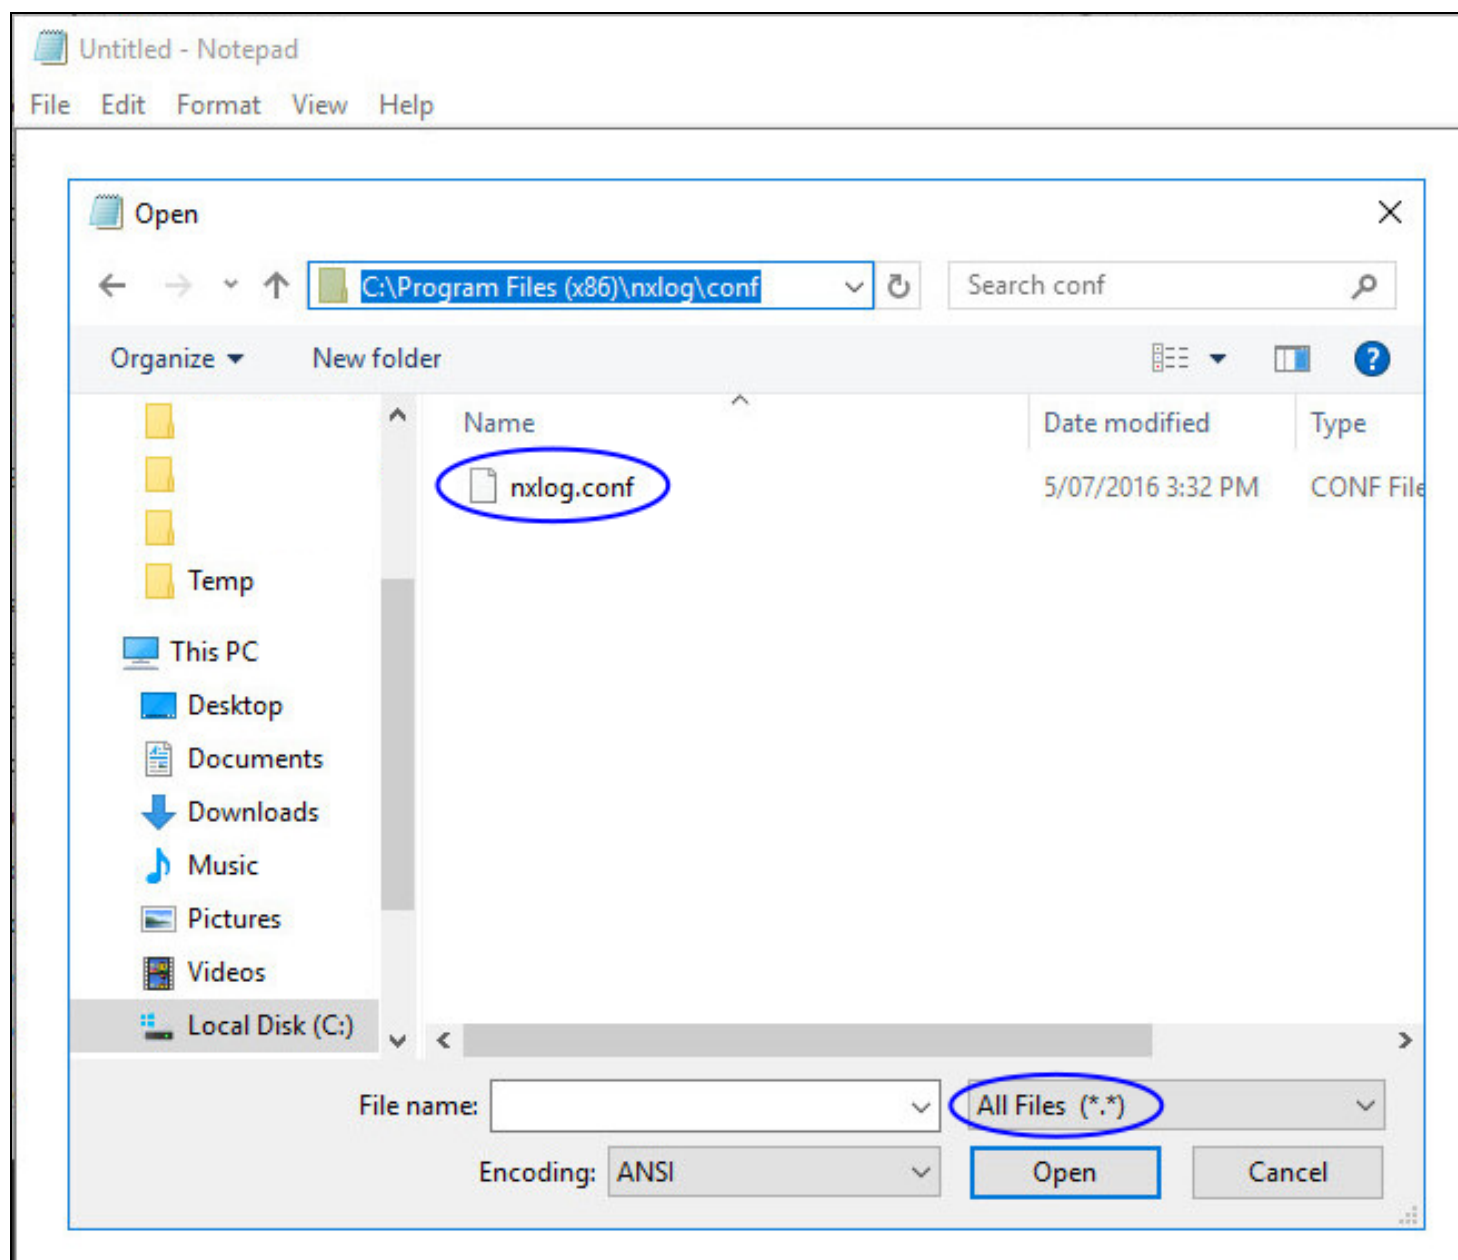 Untitled - Notepad
File Edit Format View Help
Open
C:\Program Files (x86)\nxlog\conf
Search conf
Organize
New folder
?
Name
Date modified
Type
nxlog.conf
5/07/2016 3:32 PM
CONF File
Temp
This PC
Desktop
Documents
Downloads
Music
Pictures
Videos
Local Disk (C:)
File name:
All Files (*.*)
Encoding: ANSI
Open
Cancel